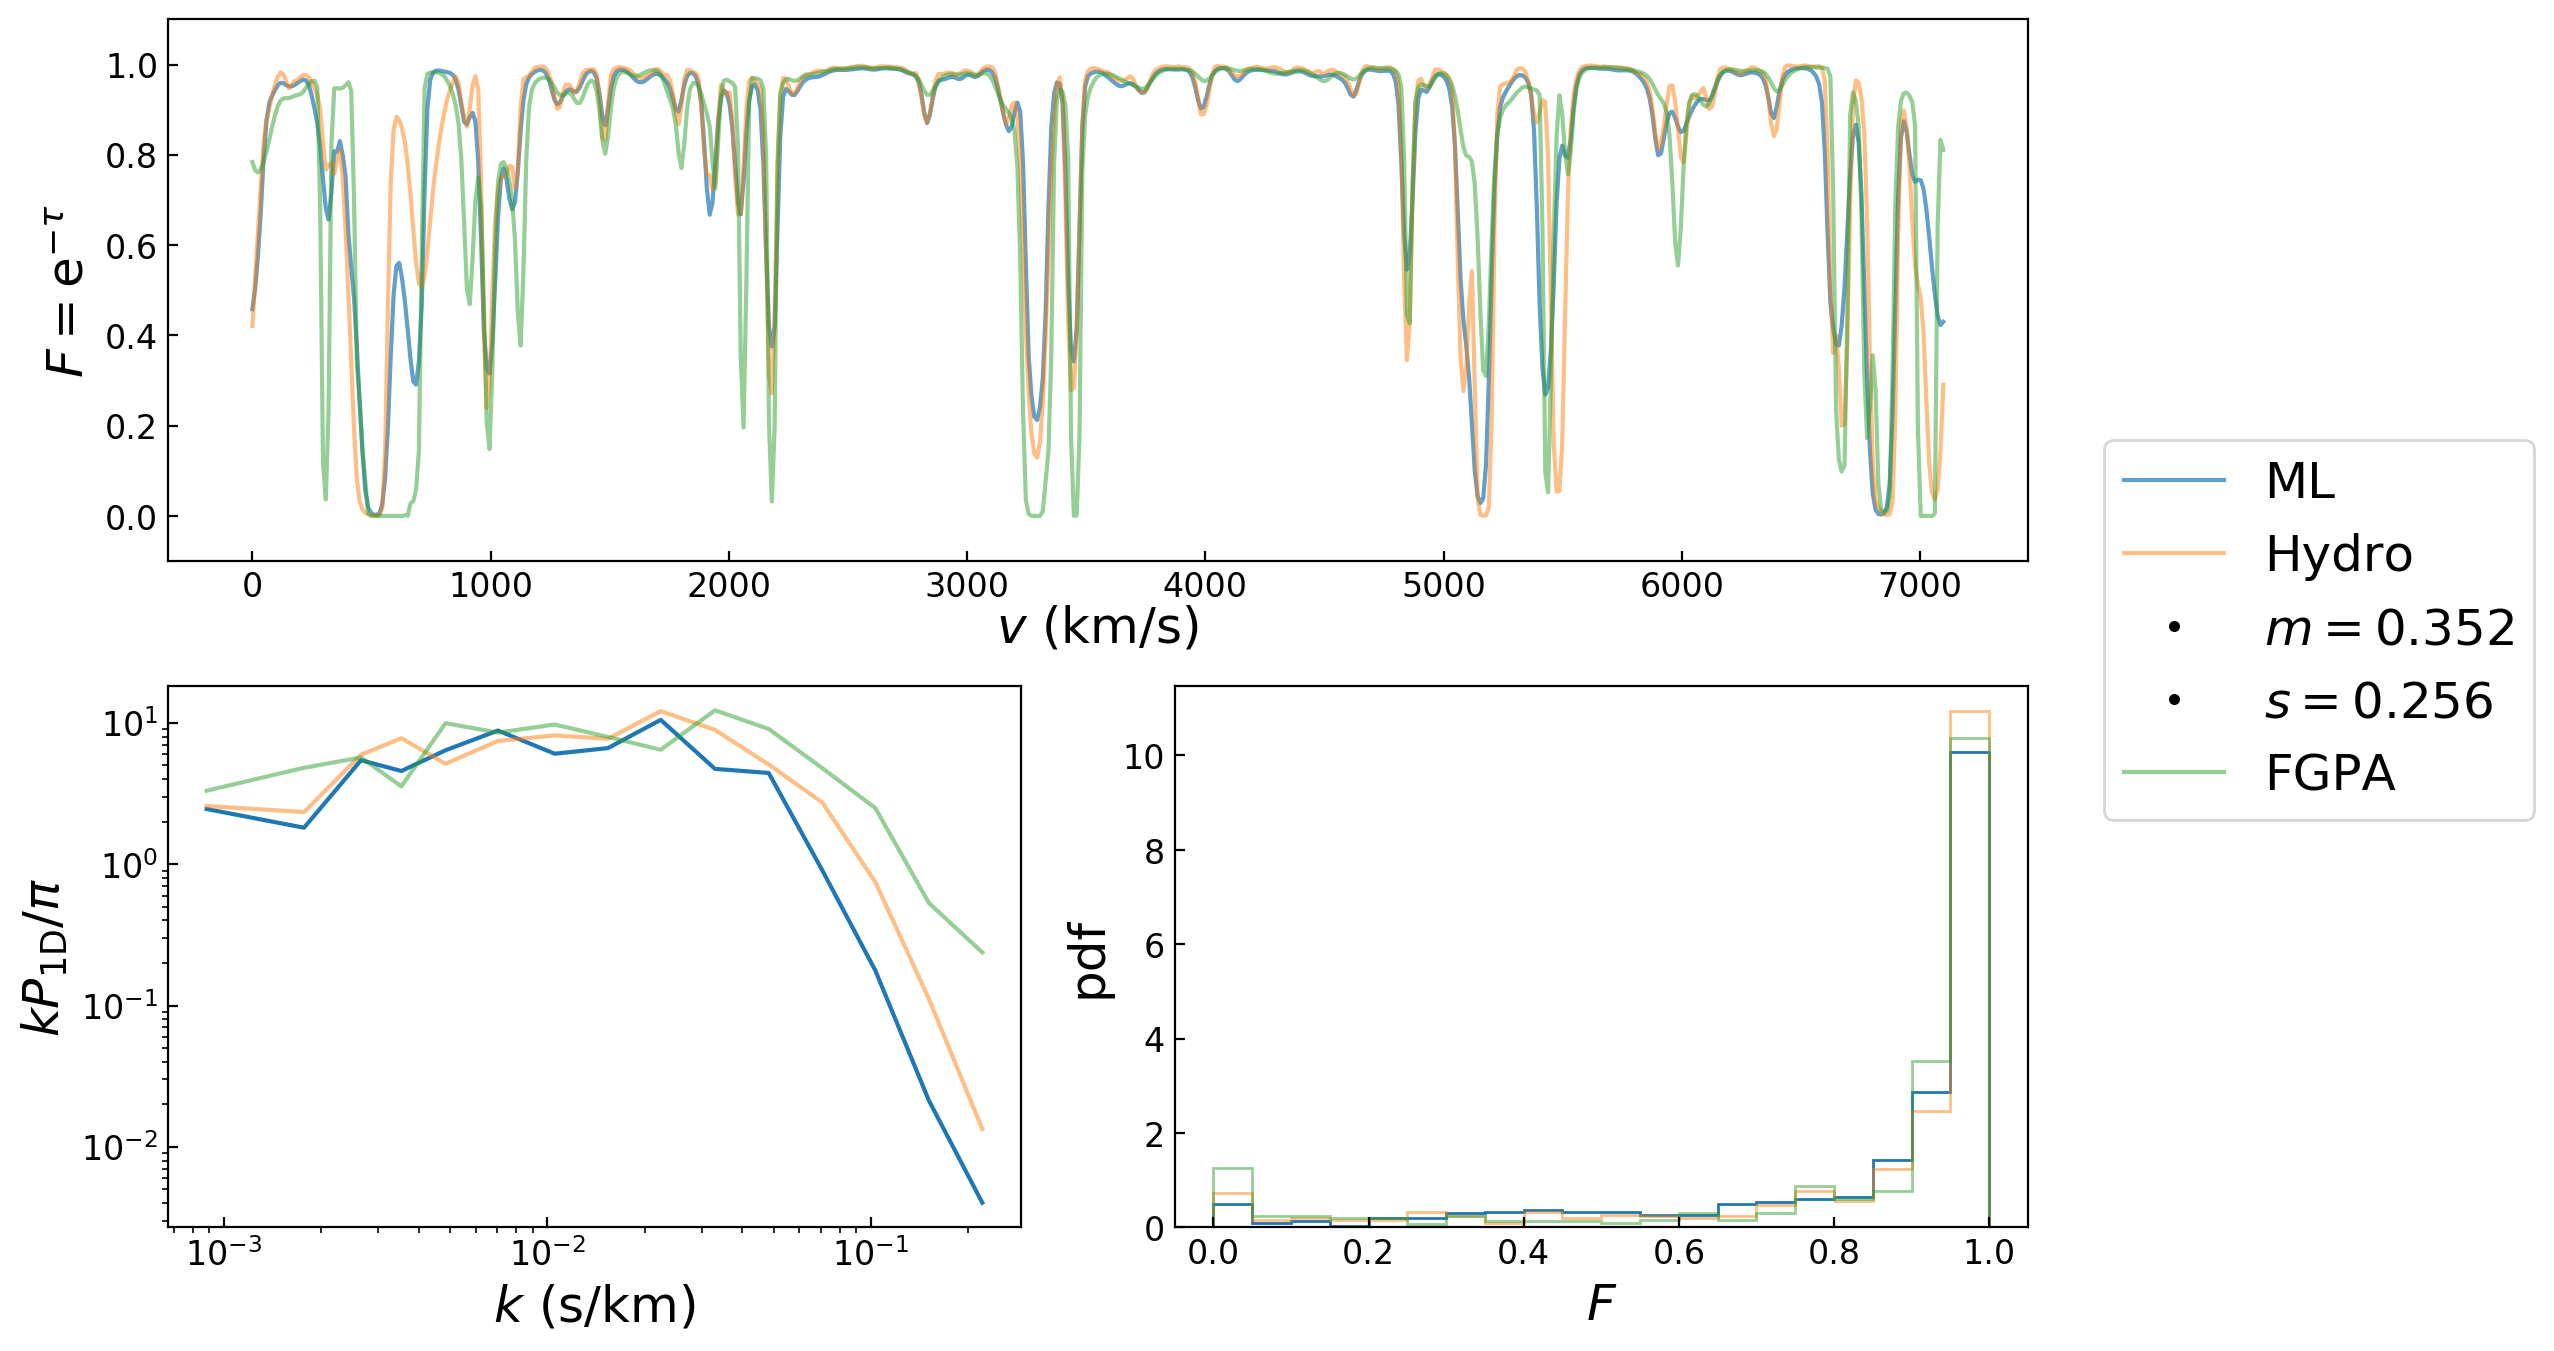 1.0
0.8
0.6
0.4
0.2
0.0
F = e^{−τ}
0 1000 2000 3000 4000 5000 6000 7000
v (km/s)
ML
Hydro
m = 0.352
s = 0.256
FGPA
10^1
10^0
10^{−1}
10^{−2}
kP_{1D}/π
10^{−3} 10^{−2} 10^{−1}
k (s/km)
10
8
6
4
2
0
pdf
0.0 0.2 0.4 0.6 0.8 1.0
F